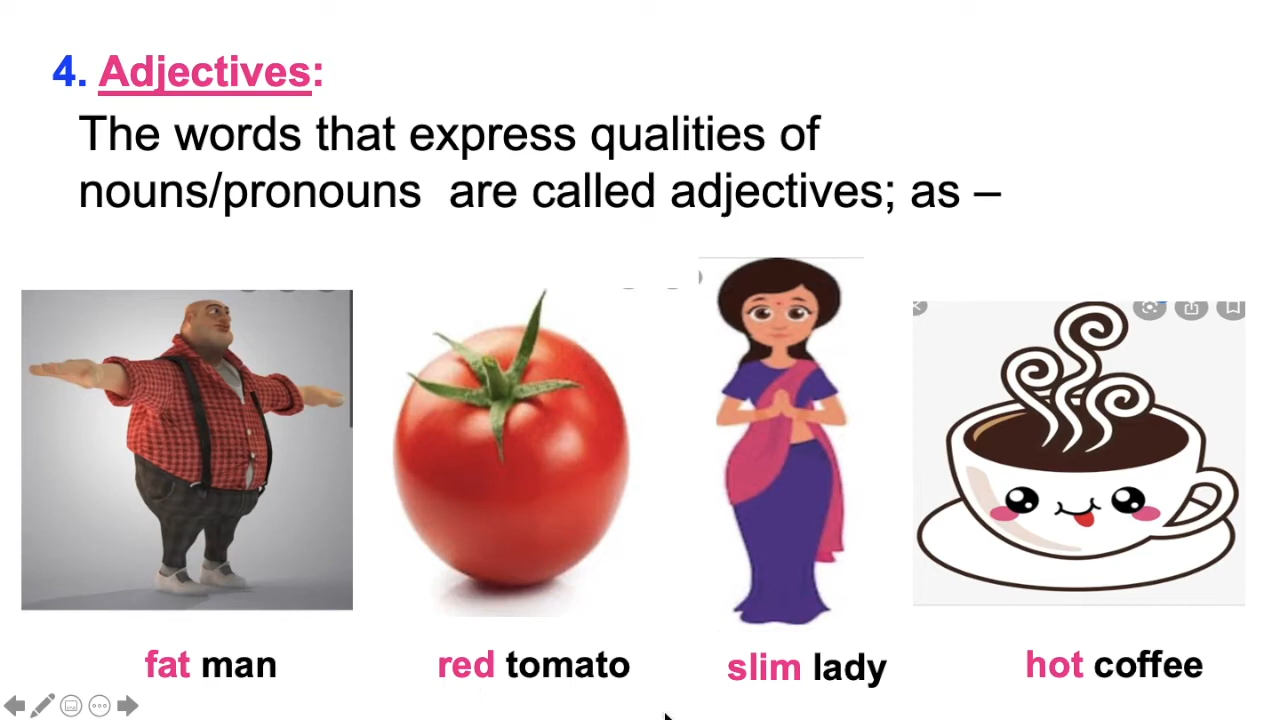 4. Adjectives:
The words that express qualities of
nouns/pronouns are called adjectives; as –
fat man
red tomato
slim lady
hot coffee